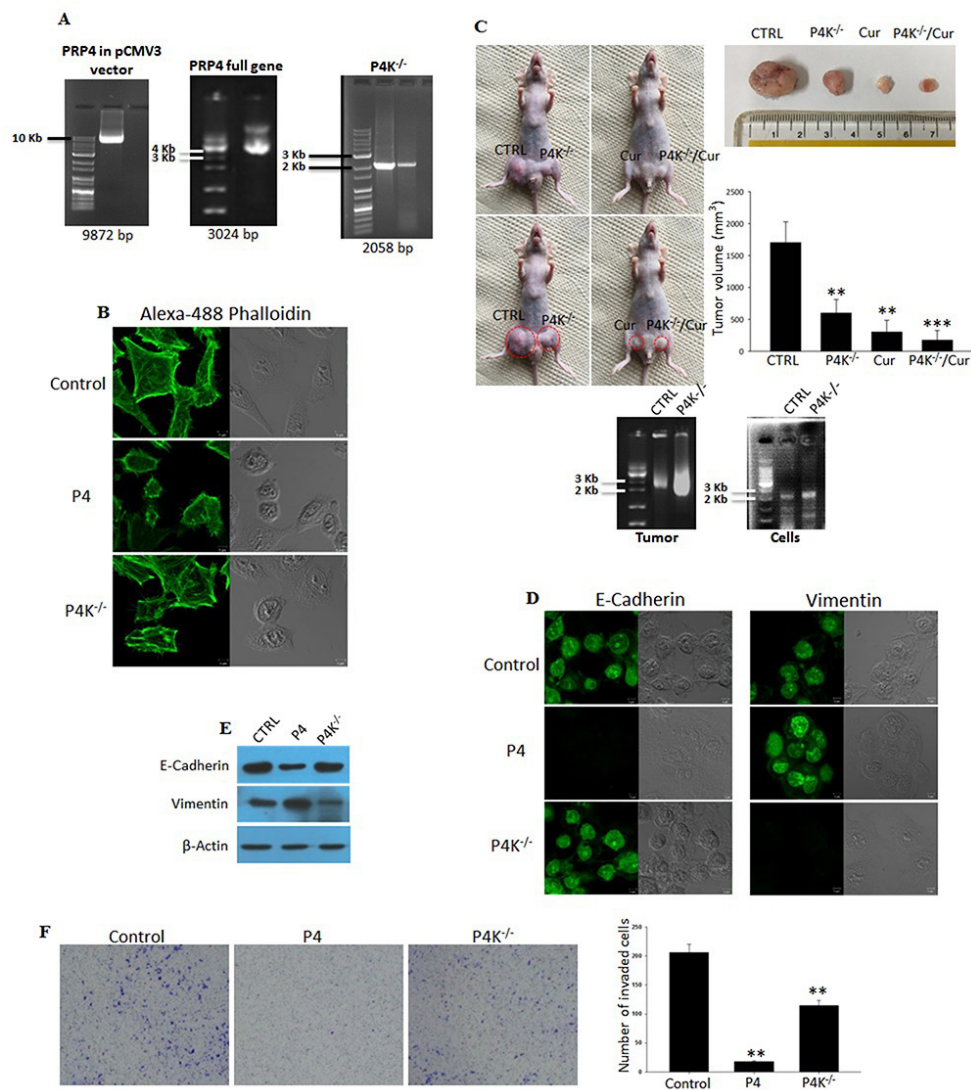 A
PRP4 in pCMV3
vector
PRP4 full gene
P4K-/-
10 Kb
4 Kb
3 Kb
3 Kb
2 Kb
9872 bp
3024 bp
2058 bp
B
Alexa-488 Phalloidin
Control
P4
P4K-/-
C
CTRL
P4K-/-
Cur
P4K-/-/Cur
CTRL
P4K-/-
Cur
P4K-/-/Cur
CTRL P4K-/- Cur P4K-/-/Cur
1 2 3 4 5 6 7
Tumor volume (mm3)
2000
1500
1000
500
0
** ** ***
CTRL P4K-/- Cur P4K-/-/Cur
CTRL P4K-/-
3 Kb
2 Kb
Tumor
CTRL P4K-/-
3 Kb
2 Kb
Cells
D
E-Cadherin Vimentin
Control
P4
P4K-/-
E
CTRL P4 P4K-/-
E-Cadherin
Vimentin
β-Actin
F
Control P4 P4K-/-
Number of invaded cells
250
200
150
100
50
0
** **
Control P4 P4K-/-